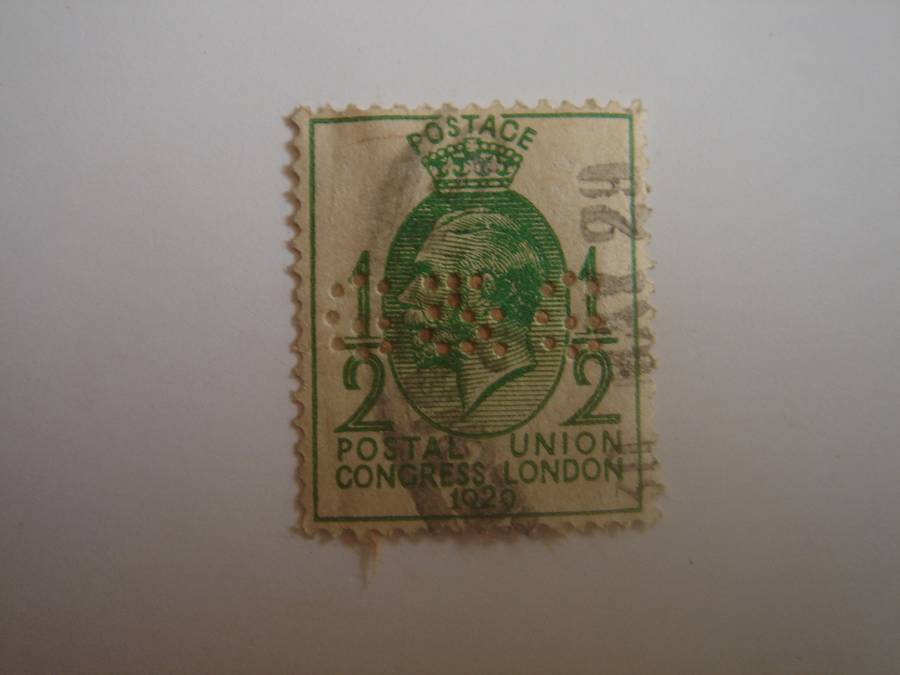 POSTAGE
1/2 1/2
POSTAL UNION
CONGRESS LONDON
1929